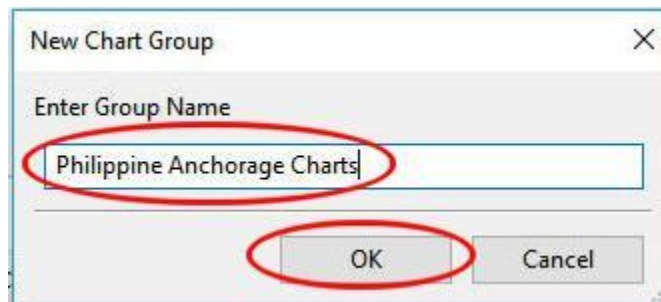 New Chart Group
Enter Group Name
Philippine Anchorage Charts
OK Cancel